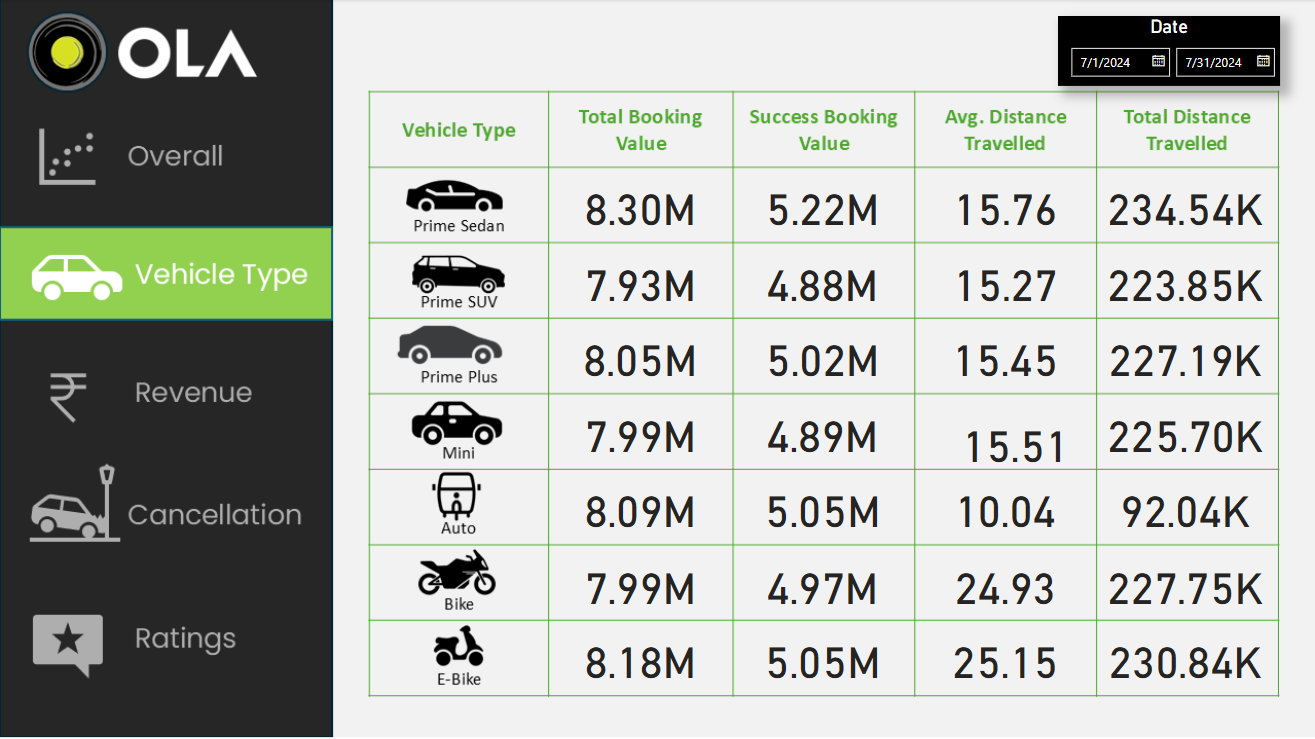 OLA
Overall
Vehicle Type
Revenue
Cancellation
Ratings
Date
7/1/2024 7/31/2024
Vehicle Type Total Booking Value Success Booking Value Avg. Distance Travelled Total Distance Travelled
Prime Sedan 8.30M 5.22M 15.76 234.54K
Prime SUV 7.93M 4.88M 15.27 223.85K
Prime Plus 8.05M 5.02M 15.45 227.19K
Mini 7.99M 4.89M 15.51 225.70K
Auto 8.09M 5.05M 10.04 92.04K
Bike 7.99M 4.97M 24.93 227.75K
E-Bike 8.18M 5.05M 25.15 230.84K